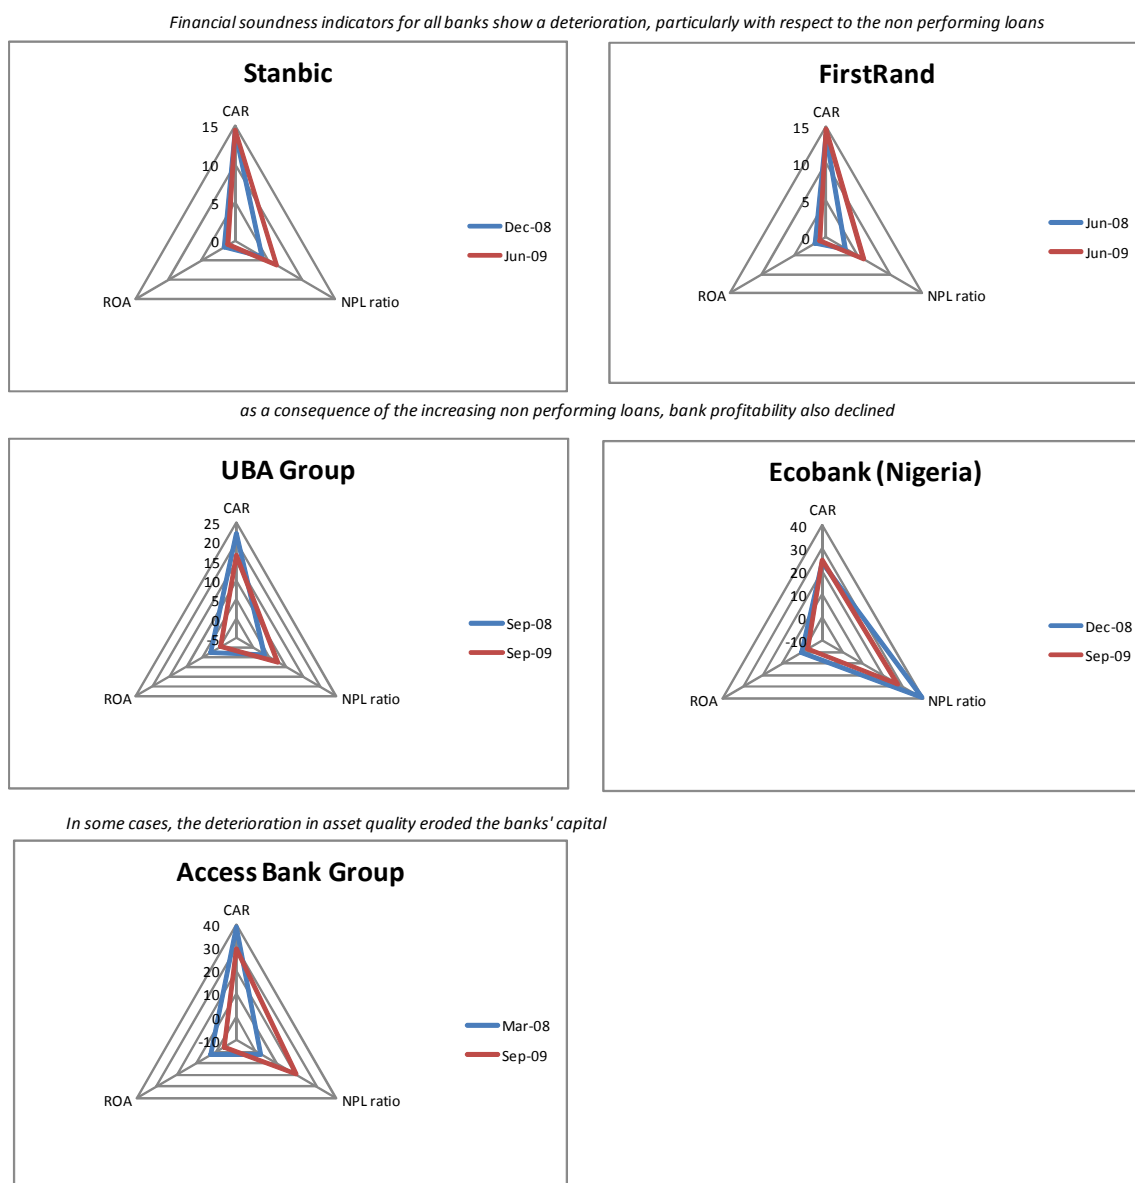 Financial soundness indicators for all banks show a deterioration, particularly with respect to the non performing loans
Stanbic
CAR
15
10
5
0
ROA
NPL ratio
Dec-08
Jun-09
FirstRand
CAR
15
10
5
0
ROA
NPL ratio
Jun-08
Jun-09
as a consequence of the increasing non performing loans, bank profitability also declined
UBA Group
CAR
25
20
15
10
5
0
-5
ROA
NPL ratio
Sep-08
Sep-09
Ecobank (Nigeria)
CAR
40
30
20
10
0
-10
ROA
NPL ratio
Dec-08
Sep-09
In some cases, the deterioration in asset quality eroded the banks' capital
Access Bank Group
CAR
40
30
20
10
0
-10
ROA
NPL ratio
Mar-08
Sep-09